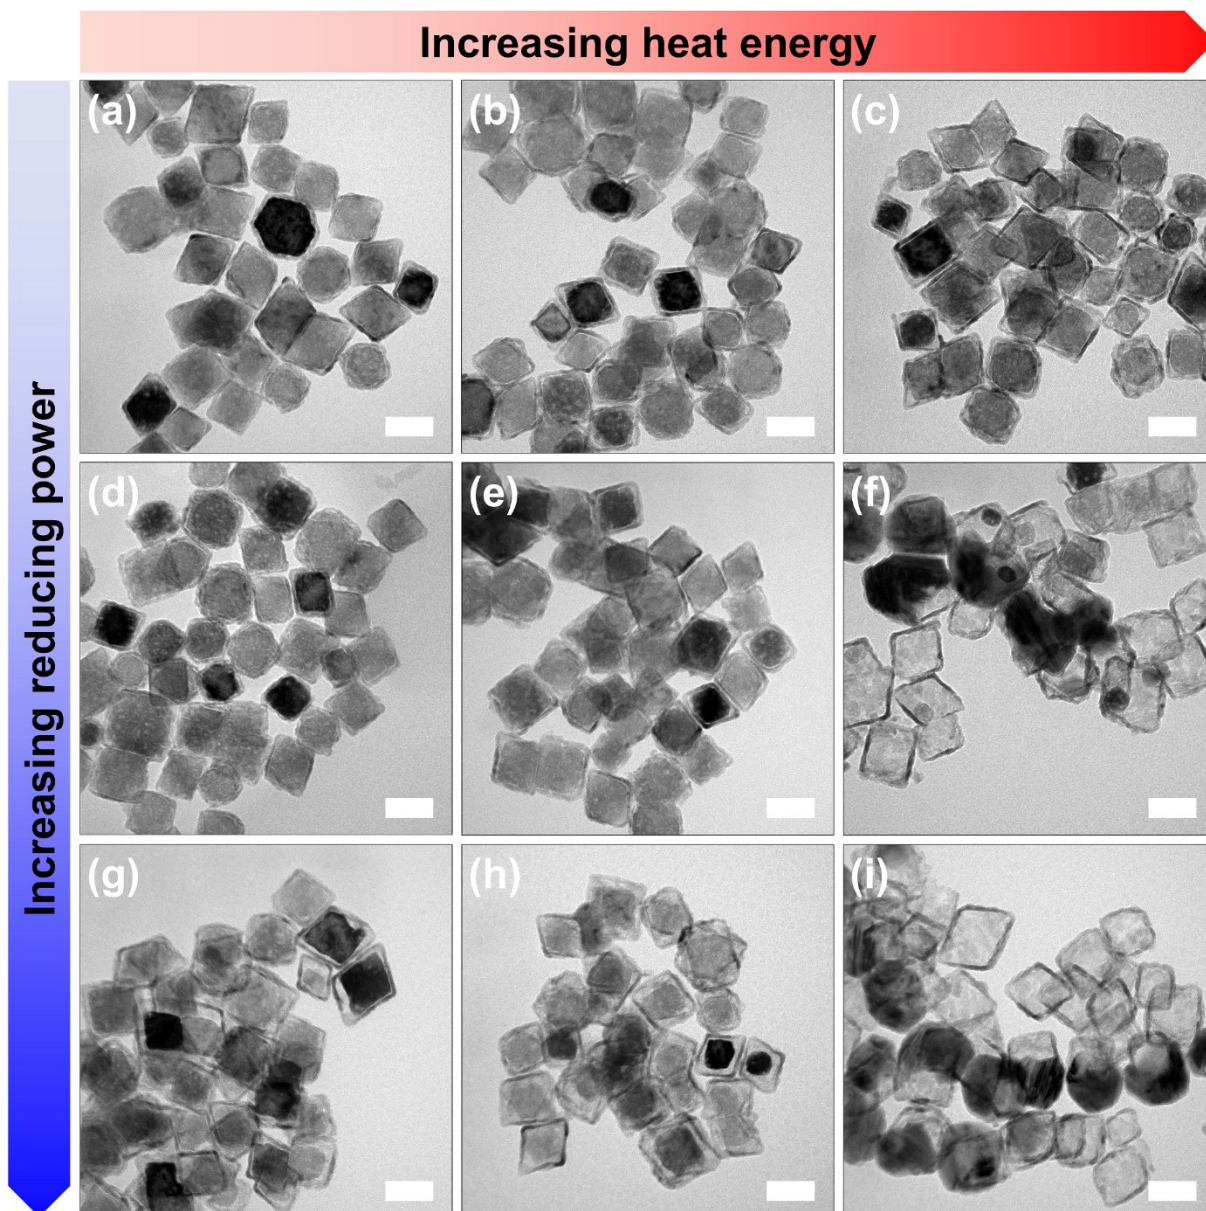 Increasing heat energy
Increasing reducing power
(a)
(b)
(c)
(d)
(e)
(f)
(g)
(h)
(i)